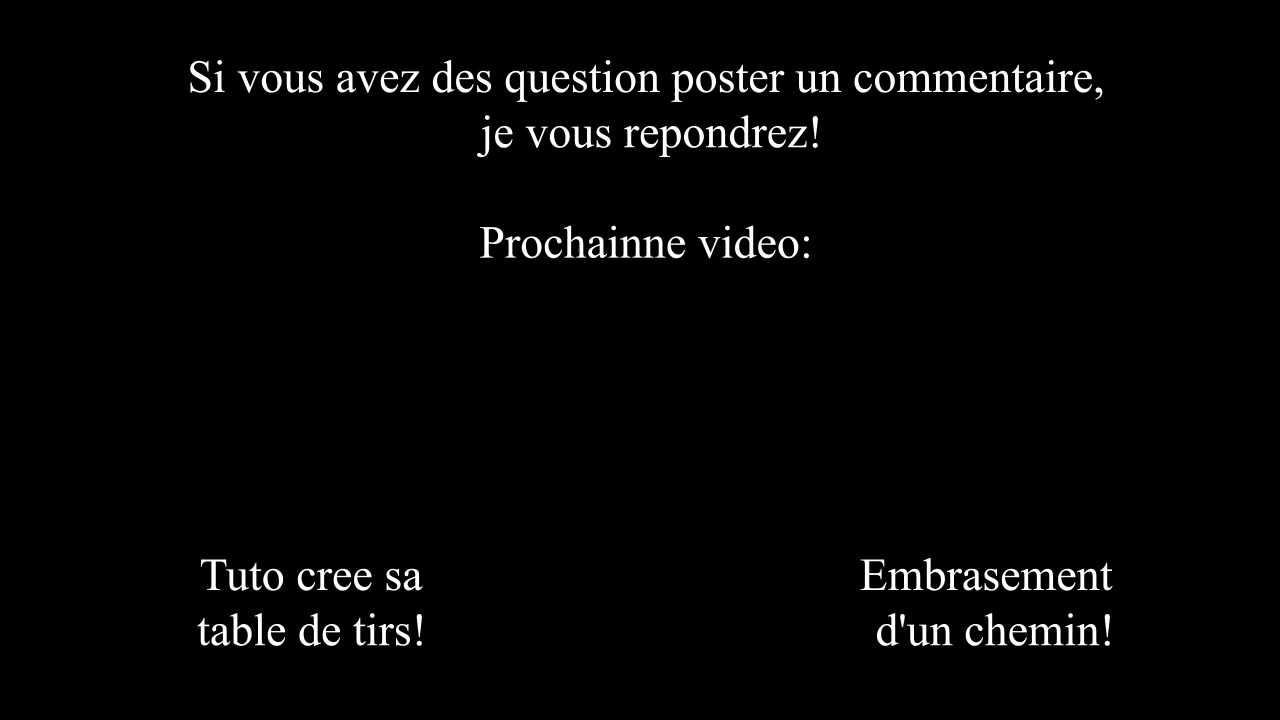 Si vous avez des question poster un commentaire,
je vous repondrez!
Prochainne video:
Tuto cree sa
table de tirs!
Embrasement
d'un chemin!